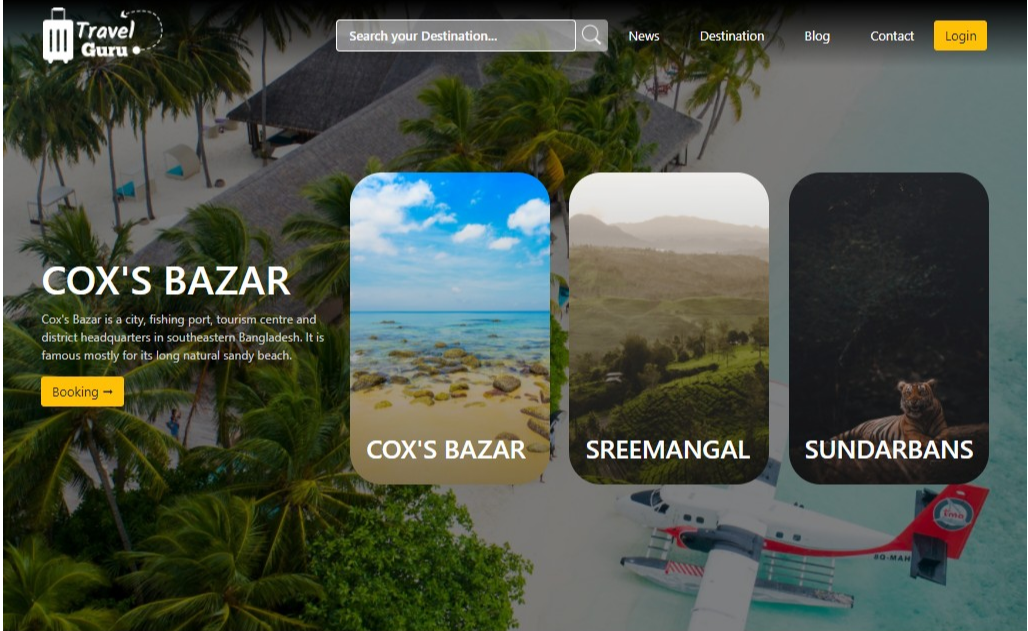 Travel
Guru
Search your Destination...
News
Destination
Blog
Contact
Login
COX'S BAZAR
Cox's Bazar is a city, fishing port, tourism centre and
district headquarters in southeastern Bangladesh. It is
famous mostly for its long natural sandy beach.
Booking →
COX'S BAZAR
SREEMANGAL
SUNDARBANS
8Q-MAH